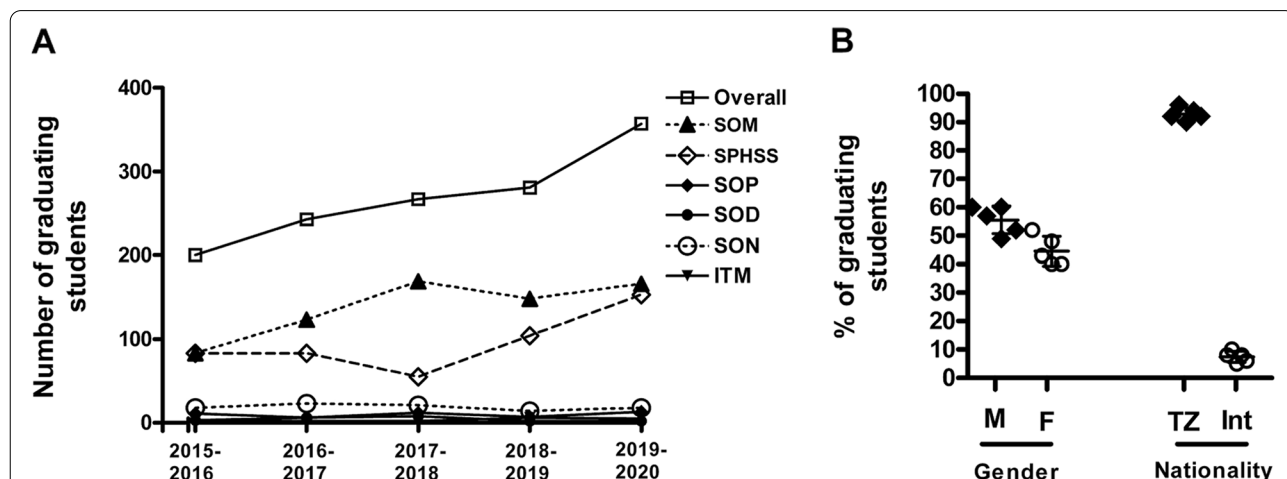 A
Number of graduating
students
400
300
200
100
0
2015-
2016
2016-
2017
2017-
2018
2018-
2019
2019-
2020
Overall
SOM
SPHSS
SOP
SOD
SON
ITM
B
% of graduating
students
100
90
80
70
60
50
40
30
20
10
0
M
F
TZ
Int
Gender
Nationality